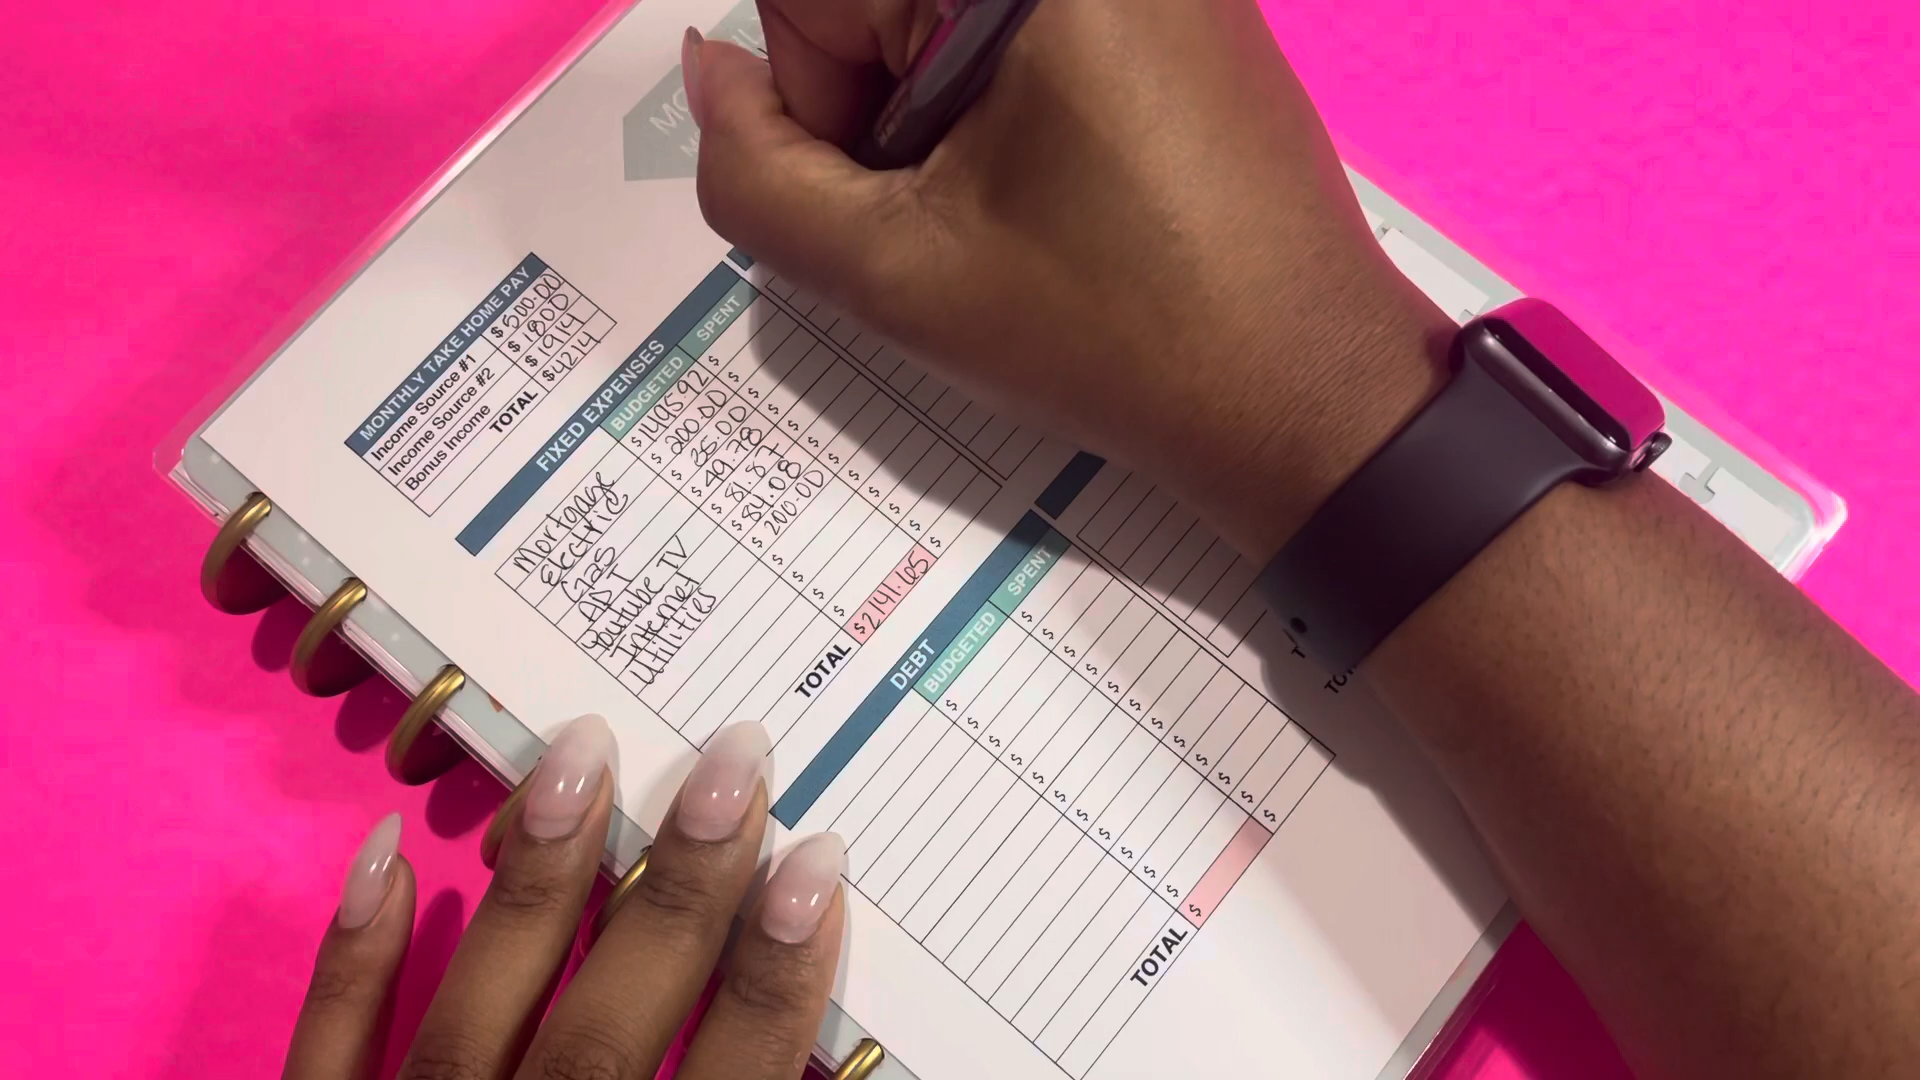 MONTHLY TAKE HOME PAY
Income Source #1 $ 500.00
Income Source #2 $ 1800
Bonus Income $ 1914
TOTAL $4214
FIXED EXPENSES
BUDGETED SPENT
Mortgage $ 1495.92 $
Electric $ 200.00 $
Gas $ 35.00 $
ADT $ 49.78 $
Youtube TV $ 81.87 $
Internet $ 84.08 $
Utilities $ 200.00 $
$ $
$ $
$ $
$ $
TOTAL $2141.65
DEBT
BUDGETED SPENT
$ $
$ $
$ $
$ $
$ $
$ $
$ $
$ $
$ $
$ $
$ $
TOTAL $